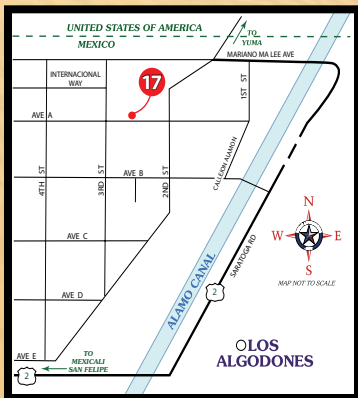 UNITED STATES OF AMERICA
TO
YUMA
MEXICO
MARIANO MA LEE AVE
INTERNACIONAL
WAY
17
1ST ST
AVE A
4TH ST
3RD ST
2ND ST
AVE B
CALLEJON AJAMON
N
W
E
S
MAP NOT TO SCALE
AVE C
ALAMO CANAL
SARATOGA RD
2
AVE D
LOS
ALGODONES
AVE E
TO
MEXICALI
SAN FELIPE
2